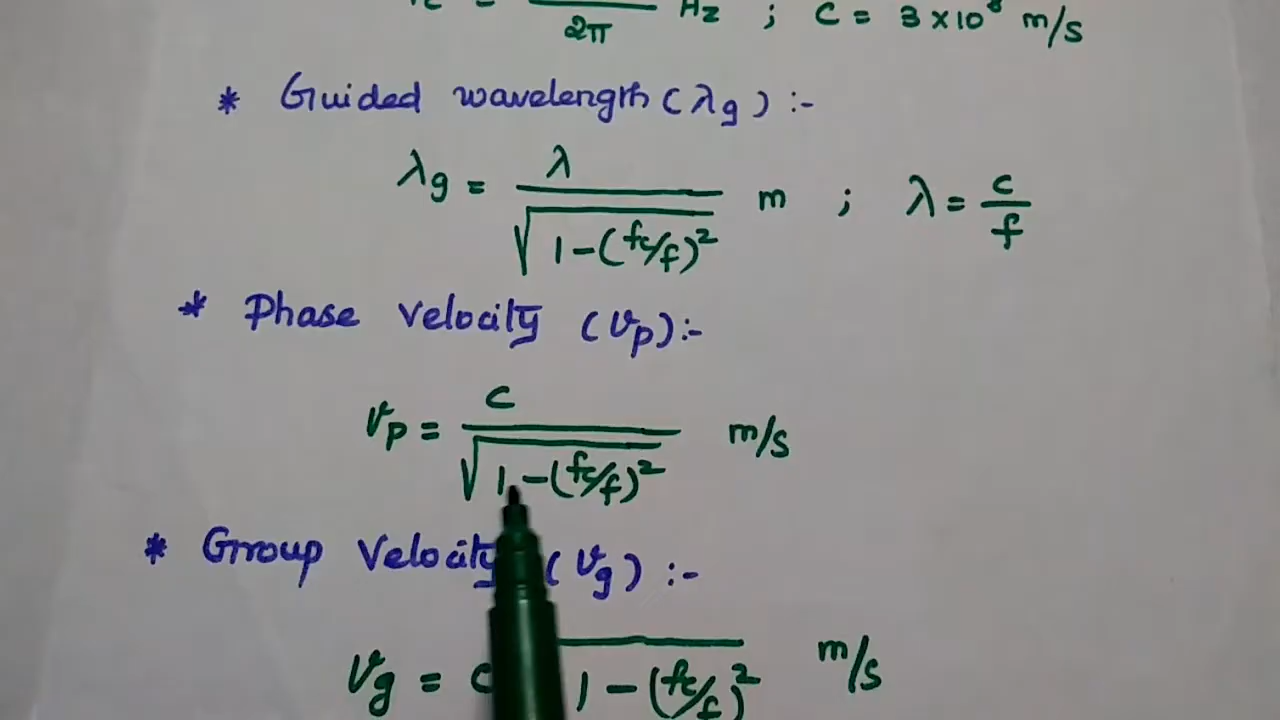 2π Hz ; C = 3×10⁸ m/s
* Guided wavelength (λg) :-
λg = λ / √(1-(fc/f)²) m ; λ = c/f
* Phase velocity (Vp) :-
Vp = c / √(1-(fc/f)²) m/s
* Group Velocity (Vg) :-
Vg = c 1-(fc/f)² m/s